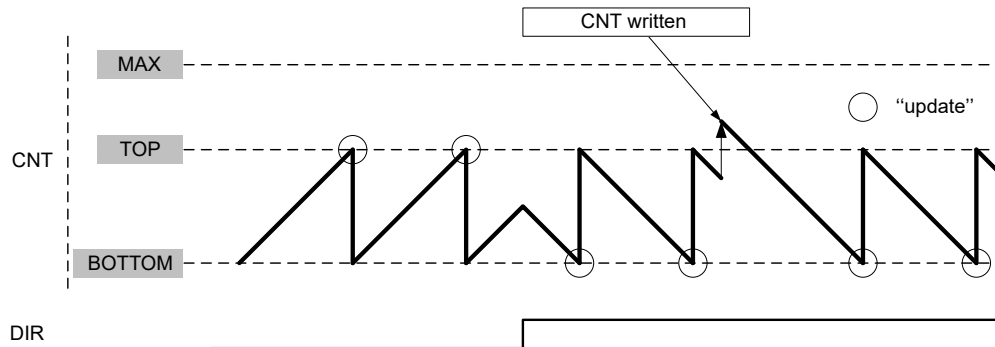 CNT written
MAX
“update”
TOP
CNT
BOTTOM
DIR